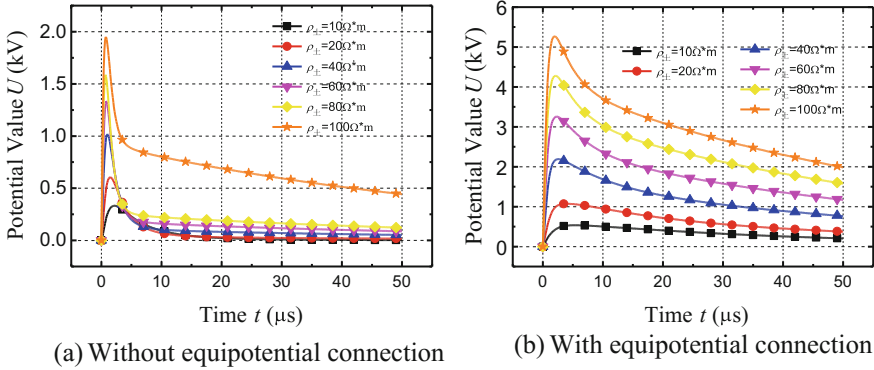 2.0
1.5
1.0
0.5
0.0
Potential Value U (kV)
ρ土=10Ω*m
ρ土=20Ω*m
ρ土=40Ω*m
ρ土=60Ω*m
ρ土=80Ω*m
ρ土=100Ω*m
0 10 20 30 40 50
Time t (μs)
(a) Without equipotential connection
6
5
4
3
2
1
0
Potential Value U (kV)
ρ土=10Ω*m
ρ土=20Ω*m
ρ土=40Ω*m
ρ土=60Ω*m
ρ土=80Ω*m
ρ土=100Ω*m
0 10 20 30 40 50
Time t (μs)
(b) With equipotential connection